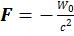 F = − W₀ / c²